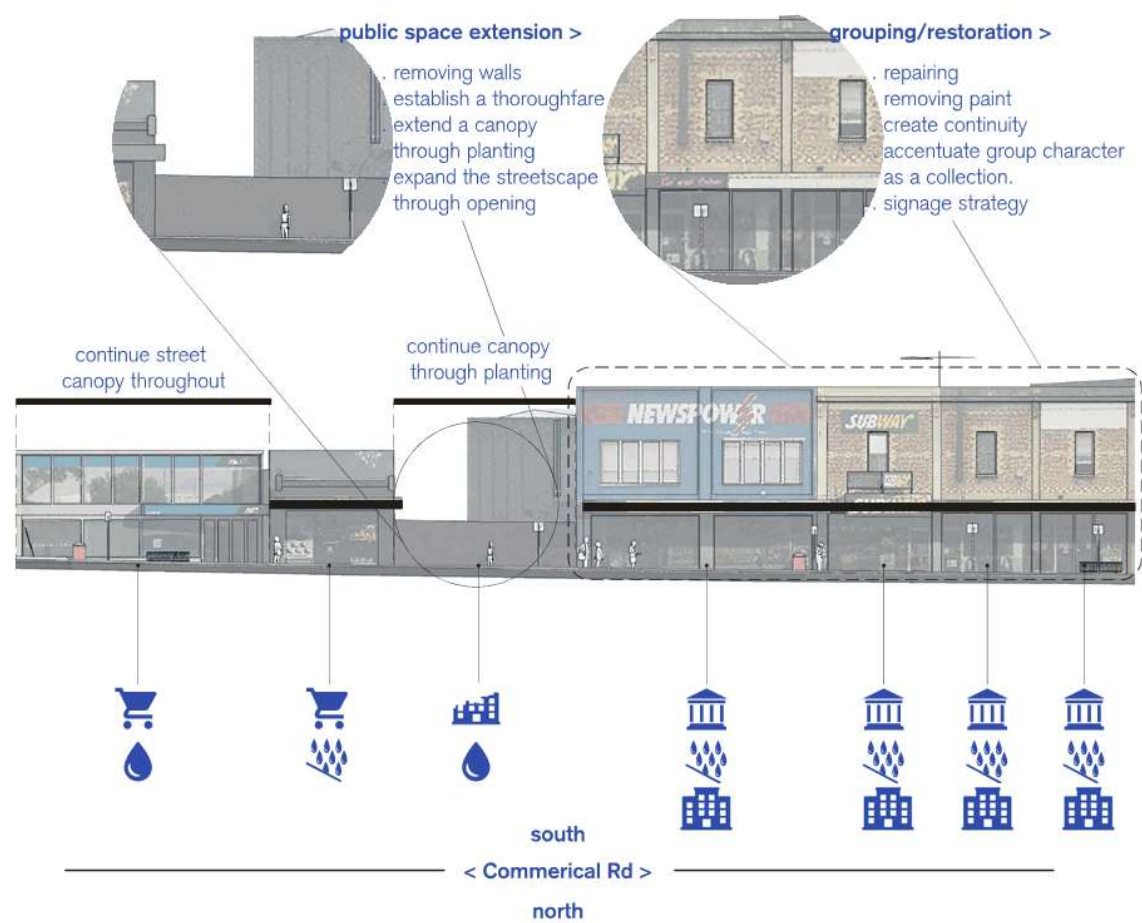 public space extension >
. removing walls
. establish a thoroughfare
. extend a canopy
through planting
. expand the streetscape
through opening
grouping/restoration >
. repairing
. removing paint
. create continuity
. accentuate group character
as a collection.
. signage strategy
continue street
canopy throughout
continue canopy
through planting
NEWSPOWER
SUBWAY
south
< Commerical Rd >
north